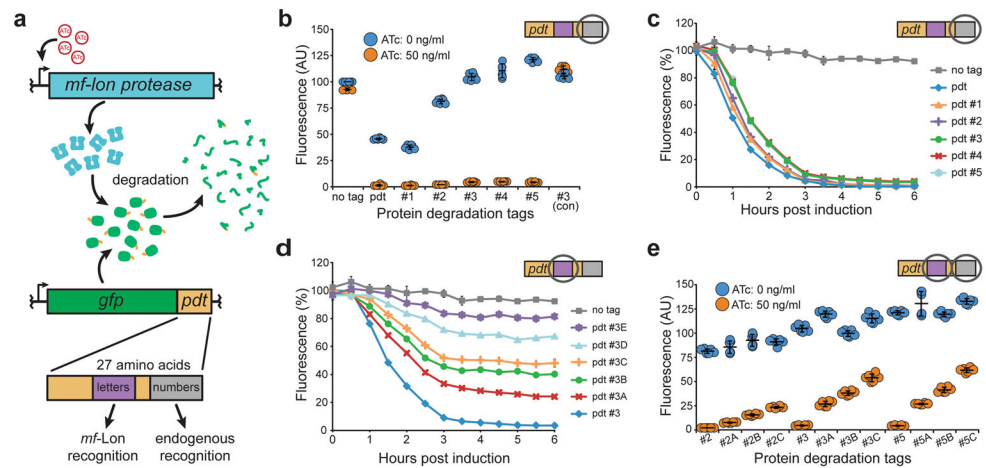 a
ATc
ATc
ATc
ATc
ATc
mf-lon protease
degradation
gfp
pdt
27 amino acids
letters
numbers
mf-Lon
recognition
endogenous
recognition
b
ATc: 0 ng/ml
ATc: 50 ng/ml
pdt
Fluorescence (AU)
150
125
100
75
50
25
0
no tag
pdt
#1
#2
#3
#4
#5
#3
(con)
Protein degradation tags
c
pdt
Fluorescence (%)
120
100
80
60
40
20
0
0
1
2
3
4
5
6
Hours post induction
no tag
pdt
pdt #1
pdt #2
pdt #3
pdt #4
pdt #5
d
pdt
Fluorescence (%)
120
100
80
60
40
20
0
0
1
2
3
4
5
6
Hours post induction
no tag
pdt #3E
pdt #3D
pdt #3C
pdt #3B
pdt #3A
pdt #3
e
ATc: 0 ng/ml
ATc: 50 ng/ml
pdt
Fluorescence (AU)
150
125
100
75
50
25
0
#2
#2A
#2B
#2C
#3
#3A
#3B
#3C
#5
#5A
#5B
#5C
Protein degradation tags